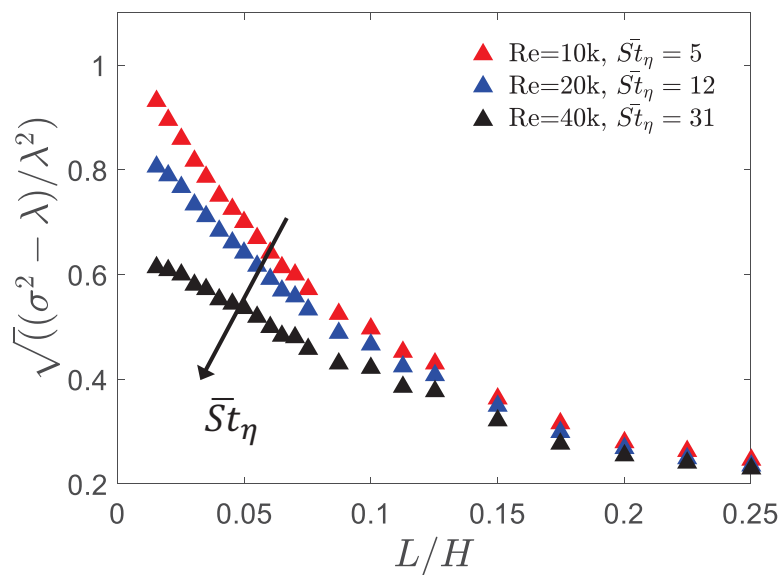 Re=10k, S̄t_η = 5
Re=20k, S̄t_η = 12
Re=40k, S̄t_η = 31
1
0.8
0.6
0.4
0.2
√(((σ² − λ)/λ²)
S̄t_η
0
0.05
0.1
0.15
0.2
0.25
L/H